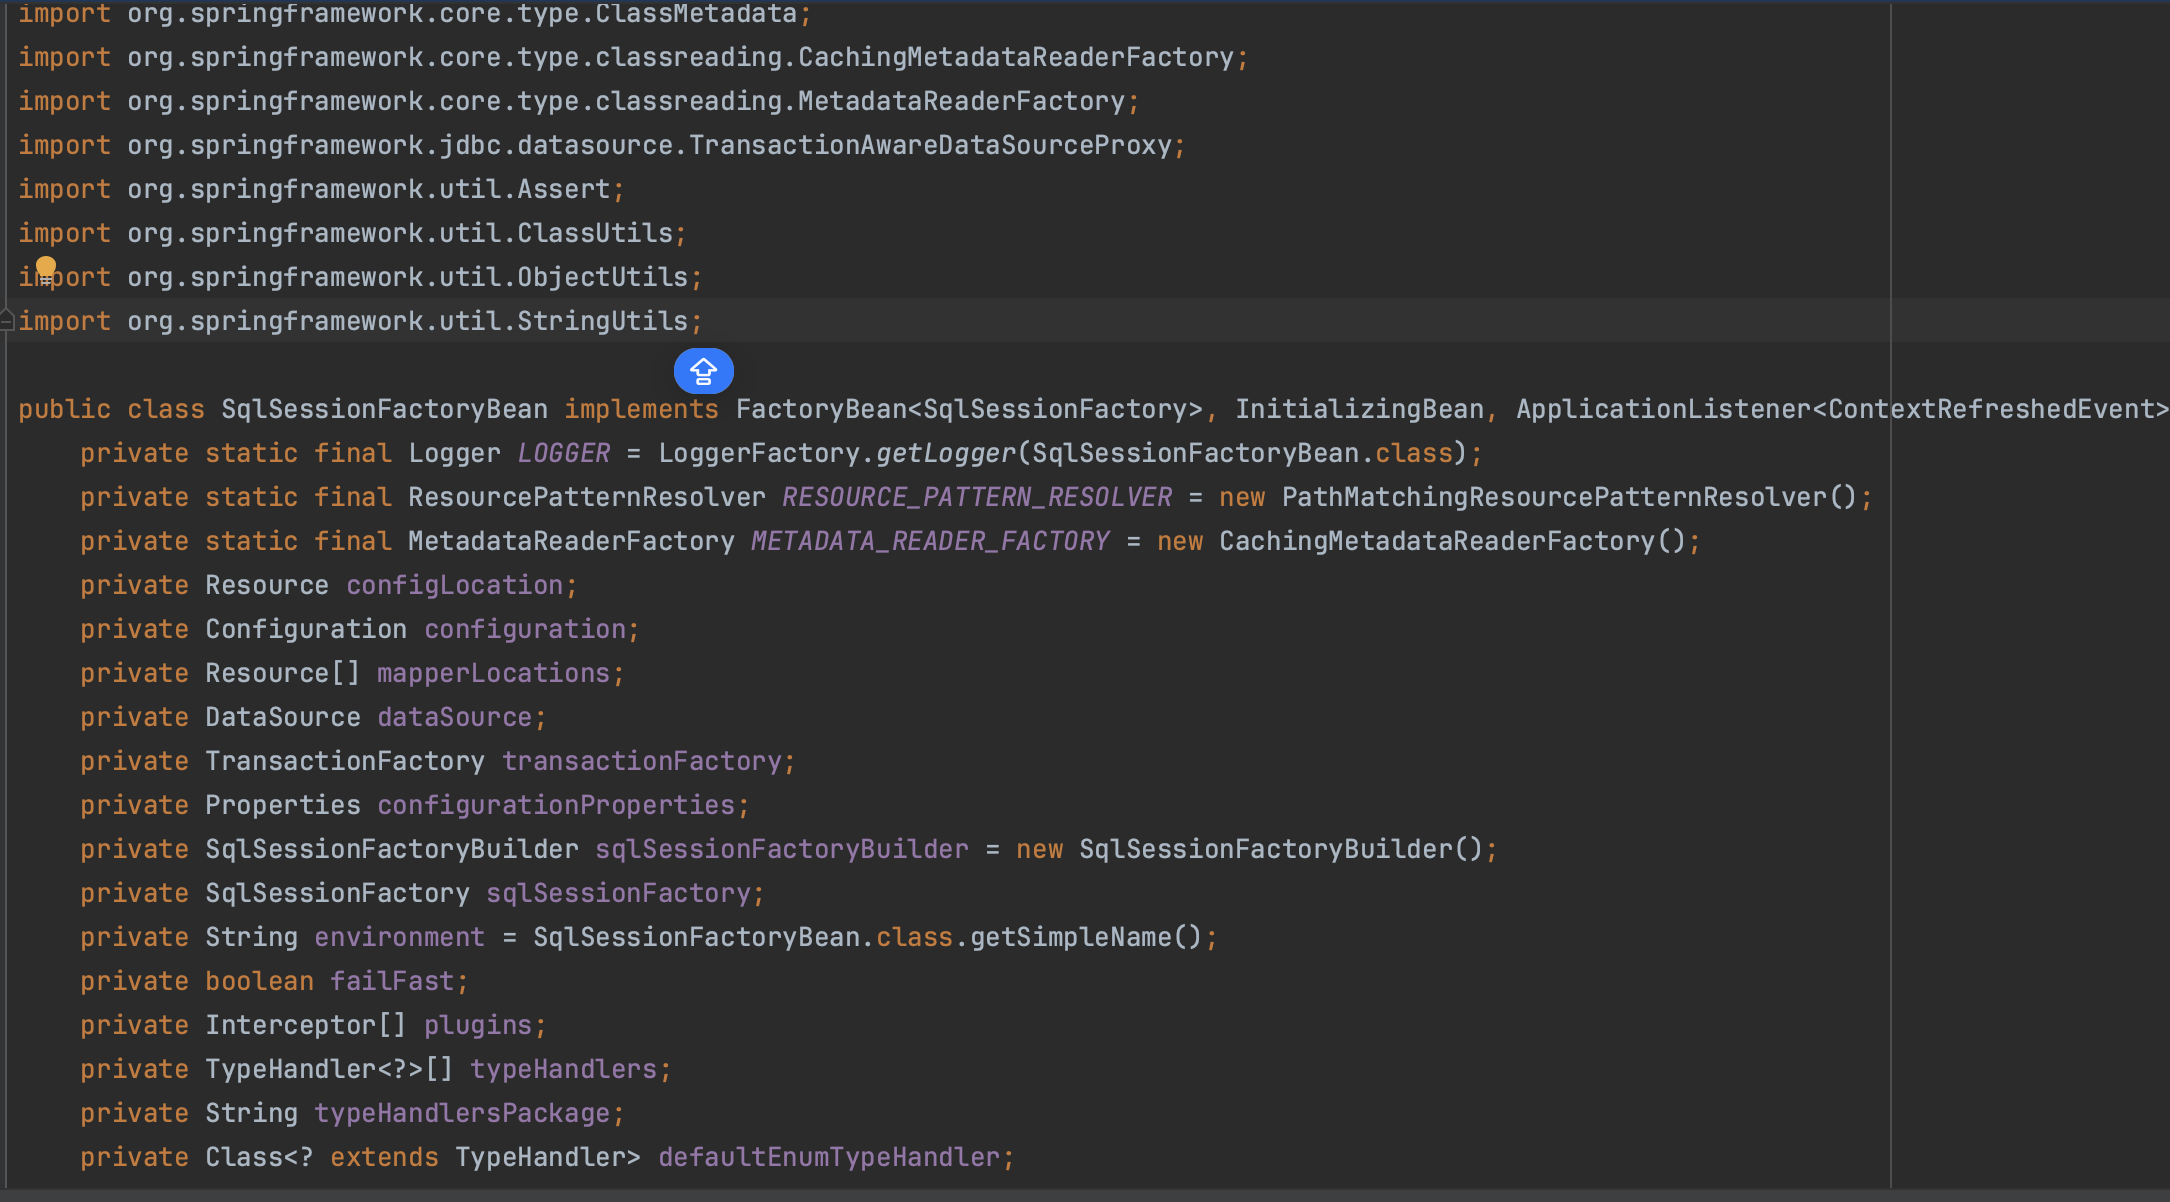 import org.springframework.core.type.ClassMetadata;
import org.springframework.core.type.classreading.CachingMetadataReaderFactory;
import org.springframework.core.type.classreading.MetadataReaderFactory;
import org.springframework.jdbc.datasource.TransactionAwareDataSourceProxy;
import org.springframework.util.Assert;
import org.springframework.util.ClassUtils;
import org.springframework.util.ObjectUtils;
import org.springframework.util.StringUtils;
public class SqlSessionFactoryBean implements FactoryBean<SqlSessionFactory>, InitializingBean, ApplicationListener<ContextRefreshedEvent>
private static final Logger LOGGER = LoggerFactory.getLogger(SqlSessionFactoryBean.class);
private static final ResourcePatternResolver RESOURCE_PATTERN_RESOLVER = new PathMatchingResourcePatternResolver();
private static final MetadataReaderFactory METADATA_READER_FACTORY = new CachingMetadataReaderFactory();
private Resource configLocation;
private Configuration configuration;
private Resource[] mapperLocations;
private DataSource dataSource;
private TransactionFactory transactionFactory;
private Properties configurationProperties;
private SqlSessionFactoryBuilder sqlSessionFactoryBuilder = new SqlSessionFactoryBuilder();
private SqlSessionFactory sqlSessionFactory;
private String environment = SqlSessionFactoryBean.class.getSimpleName();
private boolean failFast;
private Interceptor[] plugins;
private TypeHandler<?>[] typeHandlers;
private String typeHandlersPackage;
private Class<? extends TypeHandler> defaultEnumTypeHandler;